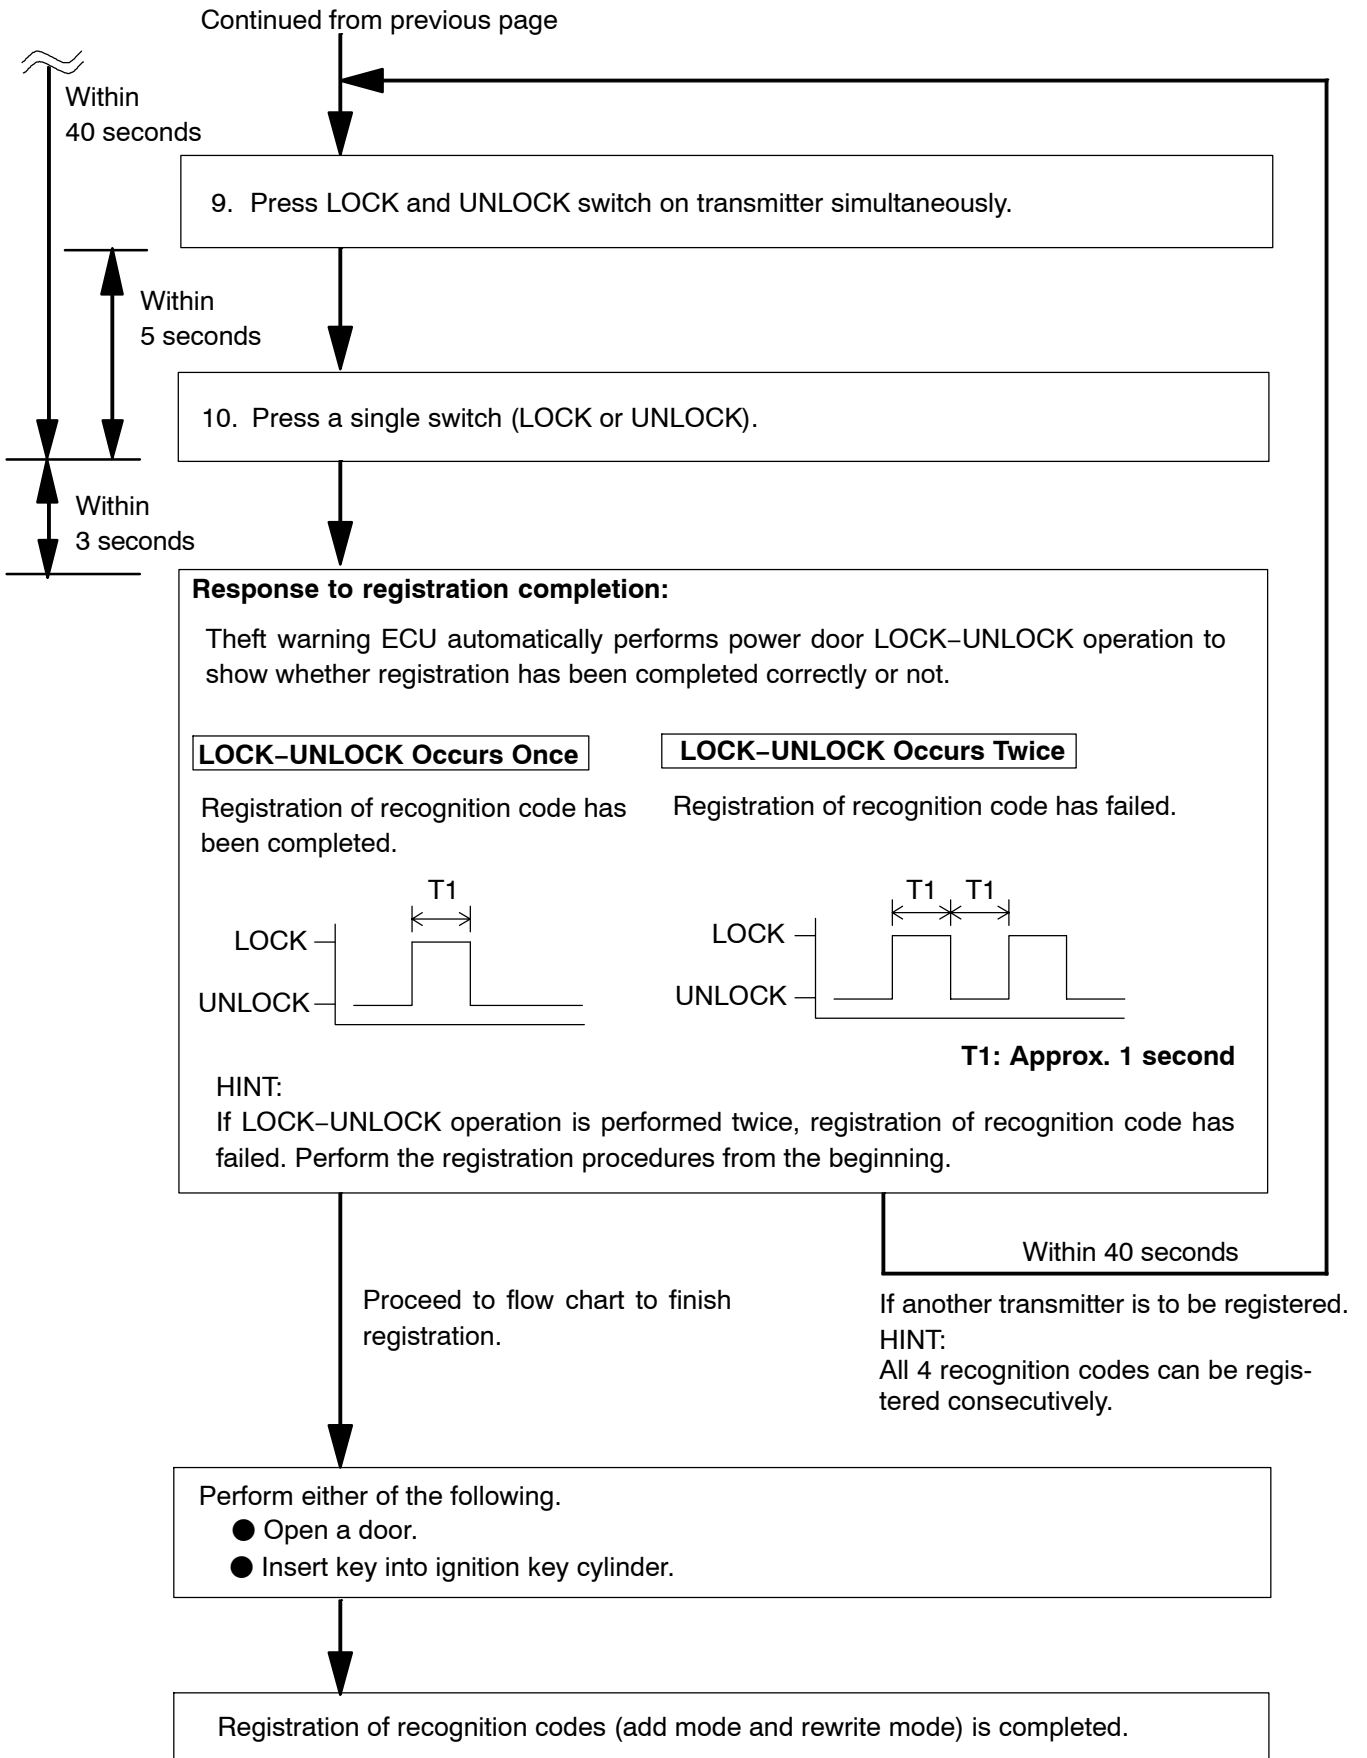 Continued from previous page
Within
40 seconds
9. Press LOCK and UNLOCK switch on transmitter simultaneously.
Within
5 seconds
10. Press a single switch (LOCK or UNLOCK).
Within
3 seconds
Response to registration completion:
Theft warning ECU automatically performs power door LOCK−UNLOCK operation to
show whether registration has been completed correctly or not.
LOCK−UNLOCK Occurs Once
Registration of recognition code has
been completed.
T1
LOCK
UNLOCK
LOCK−UNLOCK Occurs Twice
Registration of recognition code has failed.
T1 T1
LOCK
UNLOCK
T1: Approx. 1 second
HINT:
If LOCK−UNLOCK operation is performed twice, registration of recognition code has
failed. Perform the registration procedures from the beginning.
Within 40 seconds
Proceed to flow chart to finish
registration.
If another transmitter is to be registered.
HINT:
All 4 recognition codes can be regis-
tered consecutively.
Perform either of the following.
● Open a door.
● Insert key into ignition key cylinder.
Registration of recognition codes (add mode and rewrite mode) is completed.